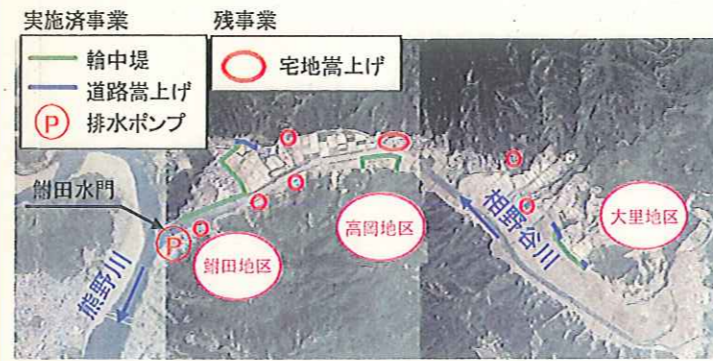 実施済事業
残事業
輪中堤
道路嵩上げ
P 排水ポンプ
宅地嵩上げ
鮒田水門
P
鮒田地区
高岡地区
大里地区
相野谷川
熊野川